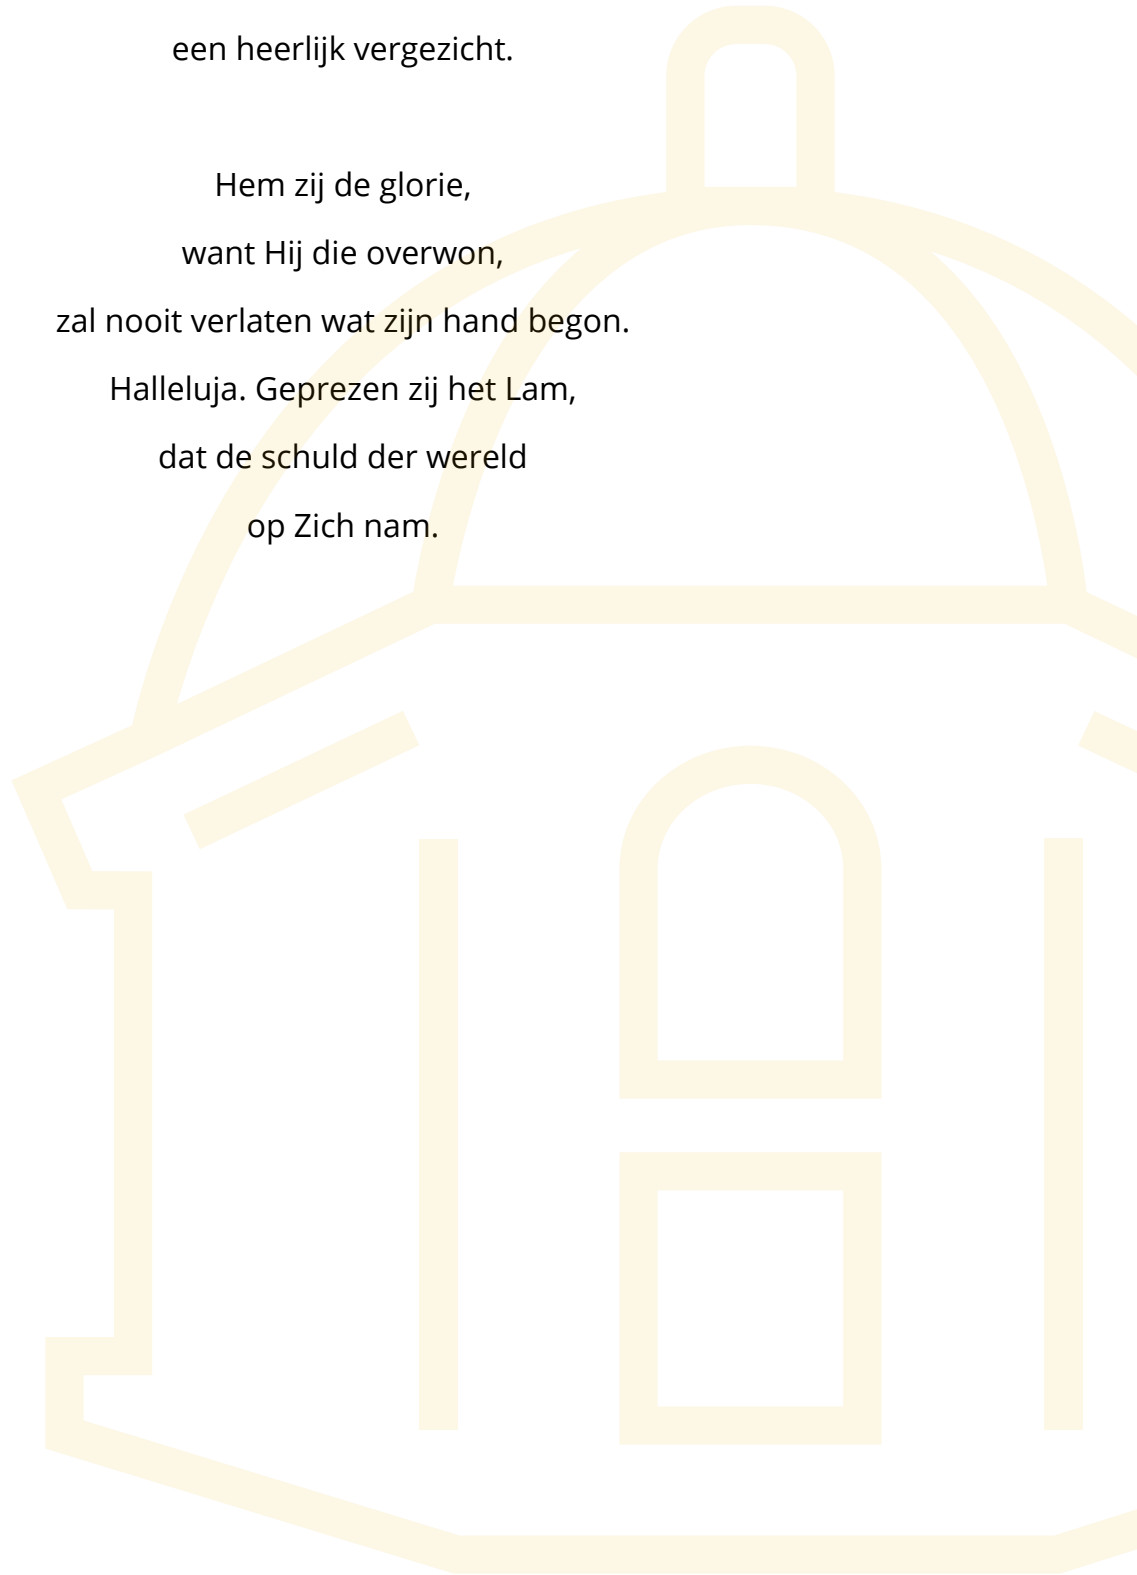 een heerlijk vergezicht.
Hem zij de glorie,
want Hij die overwon,
zal nooit verlaten wat zijn hand begon.
Halleluja. Geprezen zij het Lam,
dat de schuld der wereld
op Zich nam.